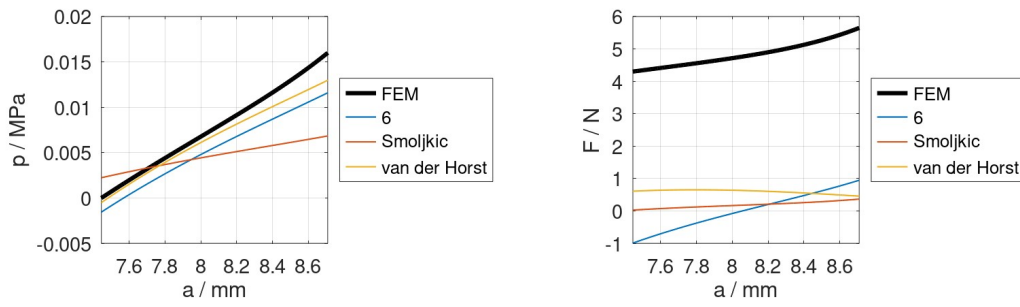 0.02
0.015
0.01
0.005
0
-0.005
p / MPa
7.6 7.8 8 8.2 8.4 8.6
a / mm
FEM
6
Smoljkic
van der Horst
6
5
4
3
2
1
0
-1
F / N
7.6 7.8 8 8.2 8.4 8.6
a / mm
FEM
6
Smoljkic
van der Horst